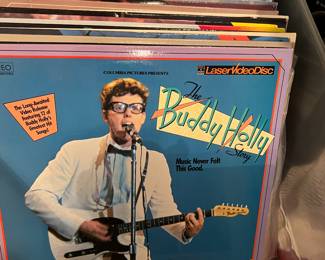 COLUMBIA PICTURES PRESENTS
LaserVideoDisc
The Long-Awaited
Video Release
Featuring 12 of
Buddy Holly's
Greatest Hit
Songs!
The
Buddy Holly
Story
Music Never Felt
This Good.